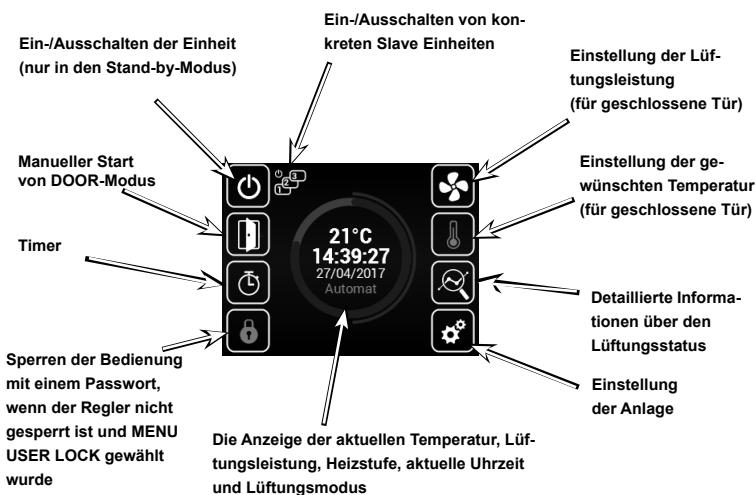 Ein-/Ausschalten von kon-
kreten Slave Einheiten
Ein-/Ausschalten der Einheit
(nur in den Stand-by-Modus)
Einstellung der Lüf-
tungsleistung
(für geschlossene Tür)
Manueller Start
von DOOR-Modus
Einstellung der ge-
wünschten Temperatur
(für geschlossene Tür)
Timer
1 2 3
21°C
14:39:27
27/04/2017
Automat
Detaillierte Informa-
tionen über den
Lüftungsstatus
Sperren der Bedienung
mit einem Passwort,
wenn der Regler nicht
gesperrt ist und MENU
USER LOCK gewählt
wurde
Einstellung
der Anlage
Die Anzeige der aktuellen Temperatur, Lüf-
tungsleistung, Heizstufe, aktuelle Uhrzeit
und Lüftungsmodus